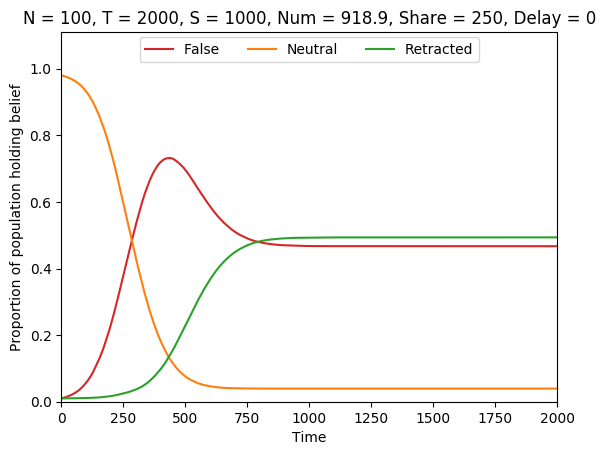 N = 100, T = 2000, S = 1000, Num = 918.9, Share = 250, Delay = 0
False Neutral Retracted
1.0
0.8
0.6
0.4
0.2
0.0
Proportion of population holding belief
0 250 500 750 1000 1250 1500 1750 2000
Time